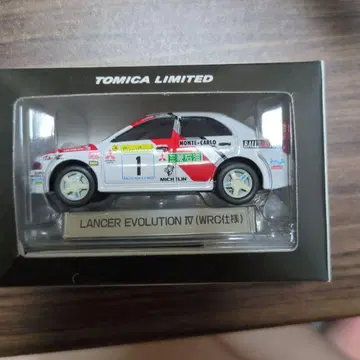 TOMICA LIMITED
MONTE-CARLO
1
三菱石油
MICHELIN
LANCER EVOLUTION Ⅳ(WRC仕様)